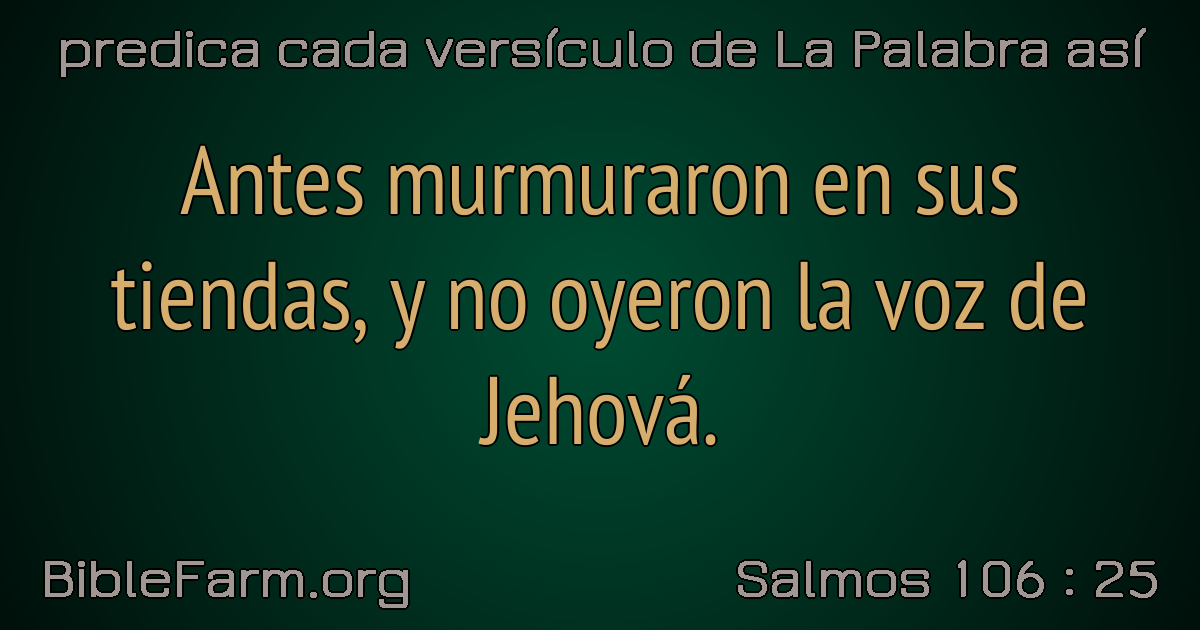 predica cada versículo de La Palabra así
Antes murmuraron en sus
tiendas, y no oyeron la voz de
Jehová.
BibleFarm.org
Salmos 106 : 25